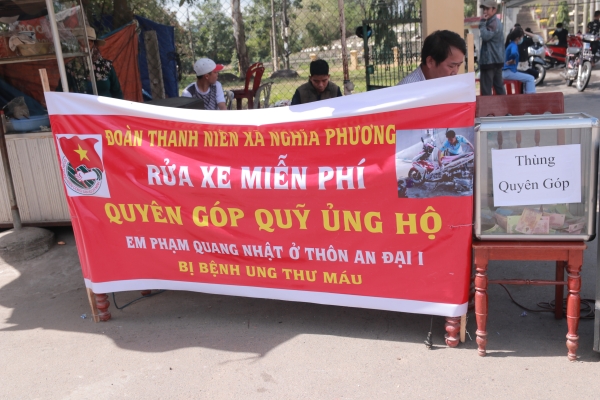 ĐOÀN THANH NIÊN XÃ NGHĨA PHƯƠNG
RỬA XE MIỄN PHÍ
QUYÊN GÓP QUỸ ỦNG HỘ
EM PHẠM QUANG NHẬT Ở THÔN AN ĐẠI I
BỊ BỆNH UNG THƯ MÁU
Thùng
Quyên Góp